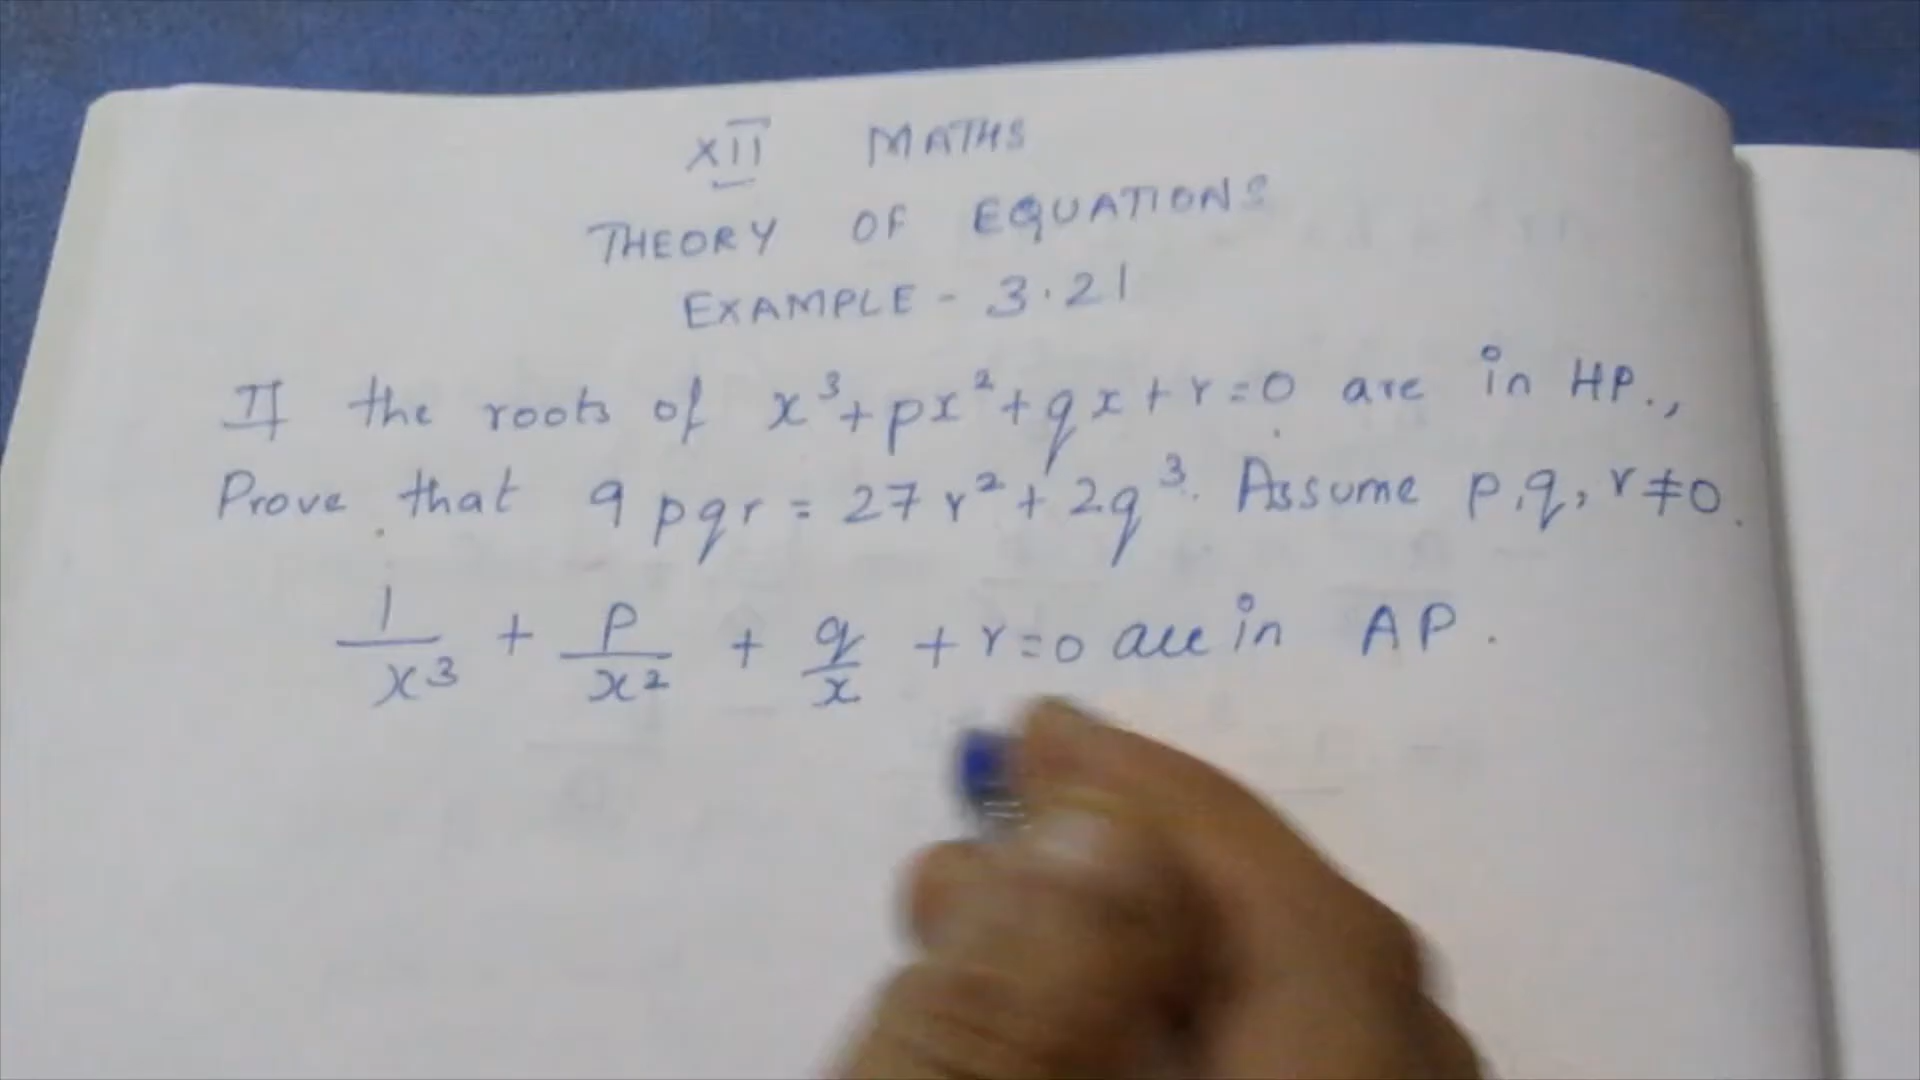 XII MATHS
THEORY OF EQUATIONS
EXAMPLE - 3.21
If the roots of x³+px²+qx+r=0 are in HP.,
Prove that 9pqr = 27r²+2q³. Assume p,q,r≠0.
1/x³ + p/x² + q/x + r=0 are in AP.